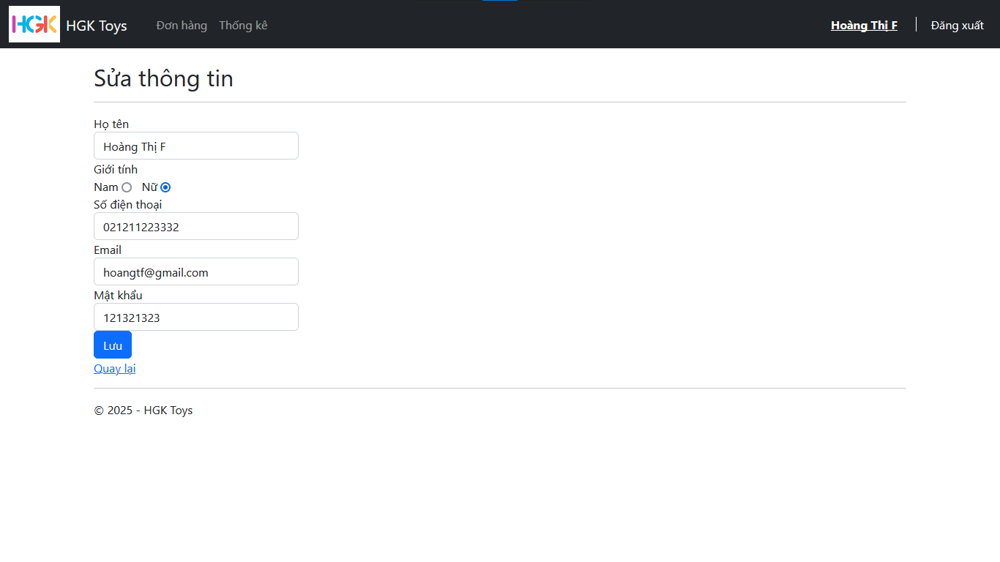 HGK HGK Toys Đơn hàng Thống kê Hoàng Thị F Đăng xuất
Sửa thông tin
Họ tên
Hoàng Thị F
Giới tính
Nam Nữ
Số điện thoại
021211223332
Email
hoangtf@gmail.com
Mật khẩu
121321323
Lưu
Quay lại
© 2025 - HGK Toys